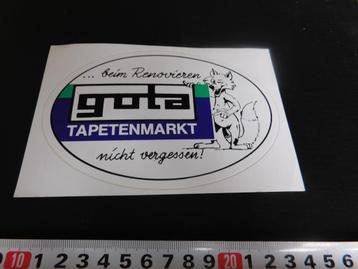 ... beim Renovieren
gota
TAPETENMARKT
nicht vergessen!
10 1 2 3 4 5 6 7 8 9 20 1 2 3 4 5 6